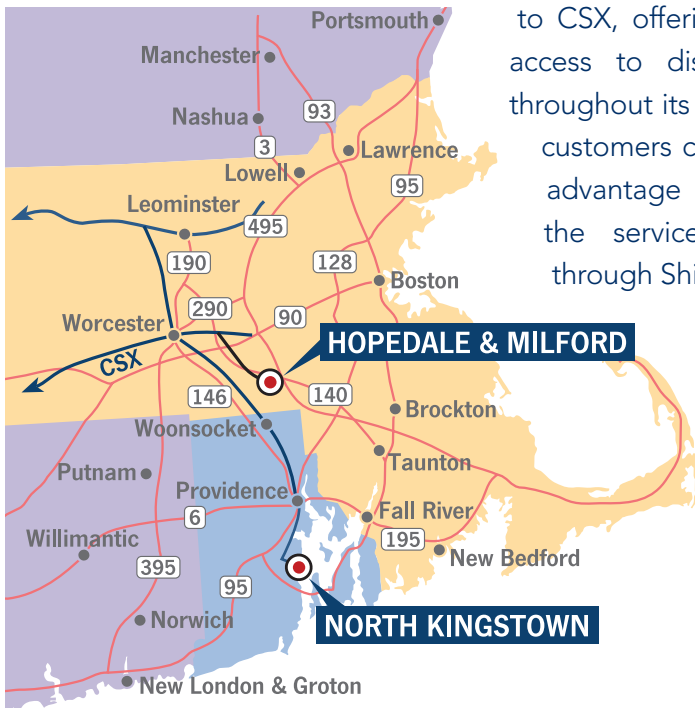 Portsmouth
to CSX, offering
Manchester
access to dis
throughout its
Nashua
93
3
Lawrence
customers c
Lowell
95
advantage
Leominster
495
the service
190
128
through Shi
Boston
290
90
Worcester
HOPEDALE & MILFORD
CSX
146
140
Brockton
Woonsocket
Taunton
Putnam
Providence
6
Fall River
Willimantic
195
395
New Bedford
95
Norwich
NORTH KINGSTOWN
New London & Groton